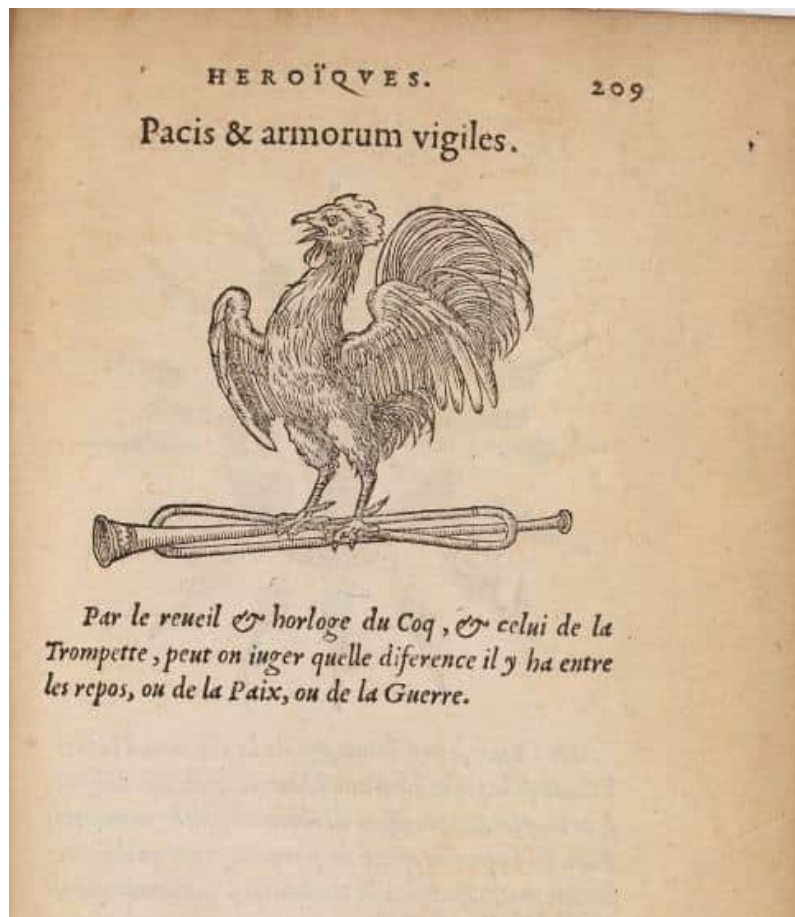 HEROÏQVES.
209
Pacis & armorum vigiles.
Par le reueil & horloge du Coq, & celui de la
Trompette, peut on iuger quelle diference il y ha entre
les repos, ou de la Paix, ou de la Guerre.